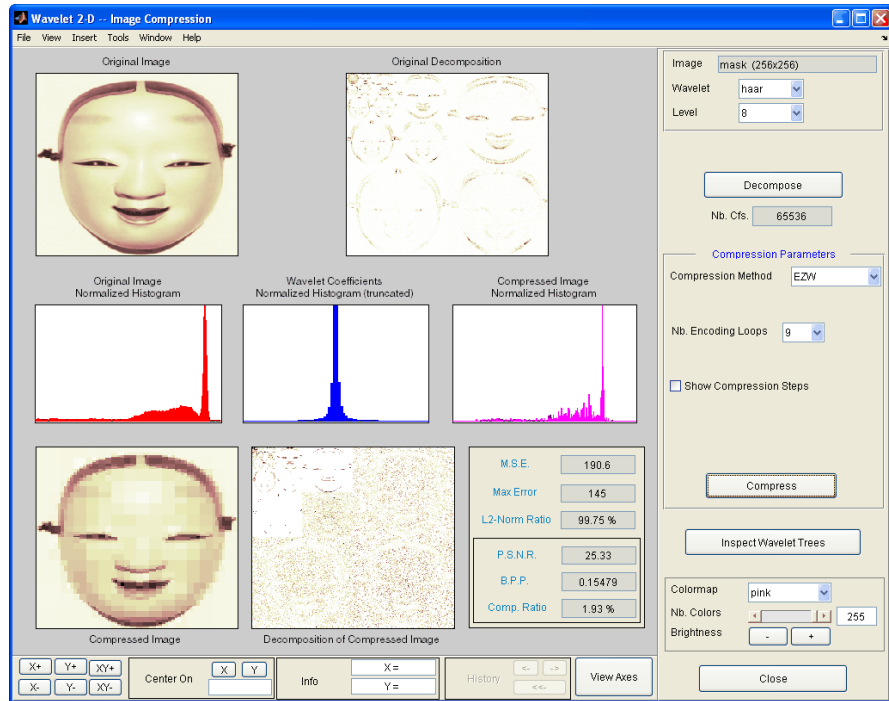 Wavelet 2-D -- Image Compression
File View Insert Tools Window Help
Original Image
Original Decomposition
Original Image
Normalized Histogram
Wavelet Coefficients
Normalized Histogram (truncated)
Compressed Image
Normalized Histogram
Compressed Image
Decomposition of Compressed Image
M.S.E. 190.6
Max Error 145
L2-Norm Ratio 99.75 %
P.S.N.R. 25.33
B.P.P. 0.15479
Comp. Ratio 1.93 %
Image mask (256x256)
Wavelet haar
Level 8
Decompose
Nb. Cfs. 65536
Compression Parameters
Compression Method EZW
Nb. Encoding Loops 9
Show Compression Steps
Compress
Inspect Wavelet Trees
Colormap pink
Nb. Colors 255
Brightness - +
Close
X+ Y+ XY+
X- Y- XY-
Center On X Y
Info X =
Y =
History <- ->
<<-
View Axes